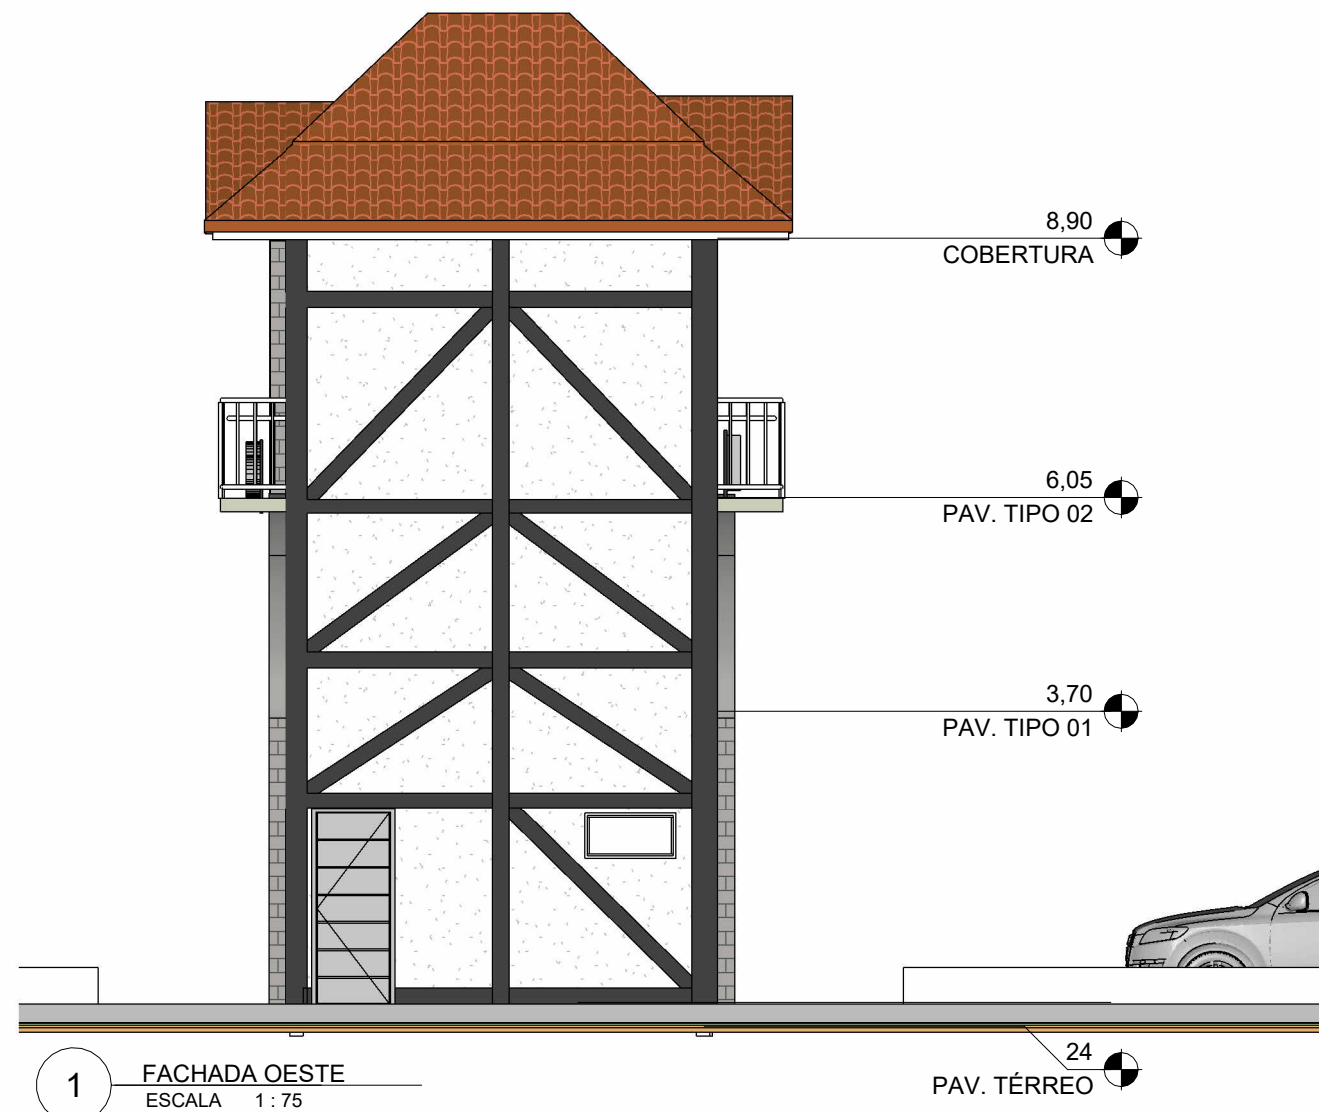 8,90
COBERTURA
6,05
PAV. TIPO 02
3,70
PAV. TIPO 01
24
PAV. TÉRREO
1
FACHADA OESTE
ESCALA 1 : 75